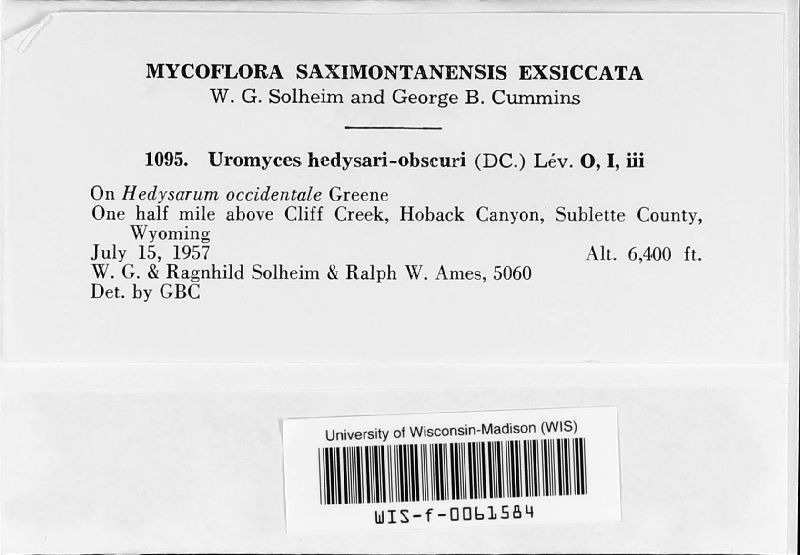 MYCOFLORA SAXIMONTANENSIS EXSICCATA
W. G. Solheim and George B. Cummins
1095. Uromyces hedysari-obscuri (DC.) Lév. O, I, iii
On Hedysarum occidentale Greene
One half mile above Cliff Creek, Hoback Canyon, Sublette County,
Wyoming
July 15, 1957 Alt. 6,400 ft.
W. G. & Ragnhild Solheim & Ralph W. Ames, 5060
Det. by GBC
University of Wisconsin-Madison (WIS)
WIS-f-0061584